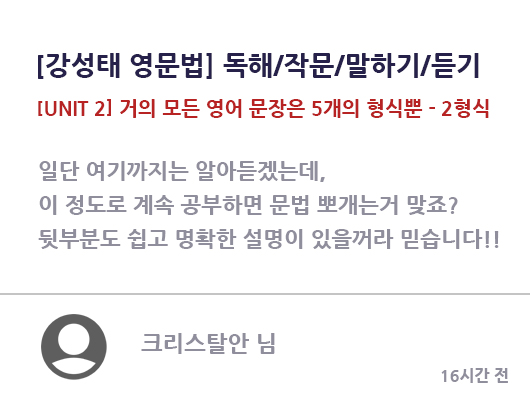 [강성태 영문법] 독해/작문/말하기/듣기
[UNIT 2] 거의 모든 영어 문장은 5개의 형식뿐 - 2형식
일단 여기까지는 알아듣겠는데,
이 정도로 계속 공부하면 문법 뽀개는거 맞죠?
뒷부분도 쉽고 명확한 설명이 있을꺼라 믿습니다!!
크리스탈안 님
16시간 전